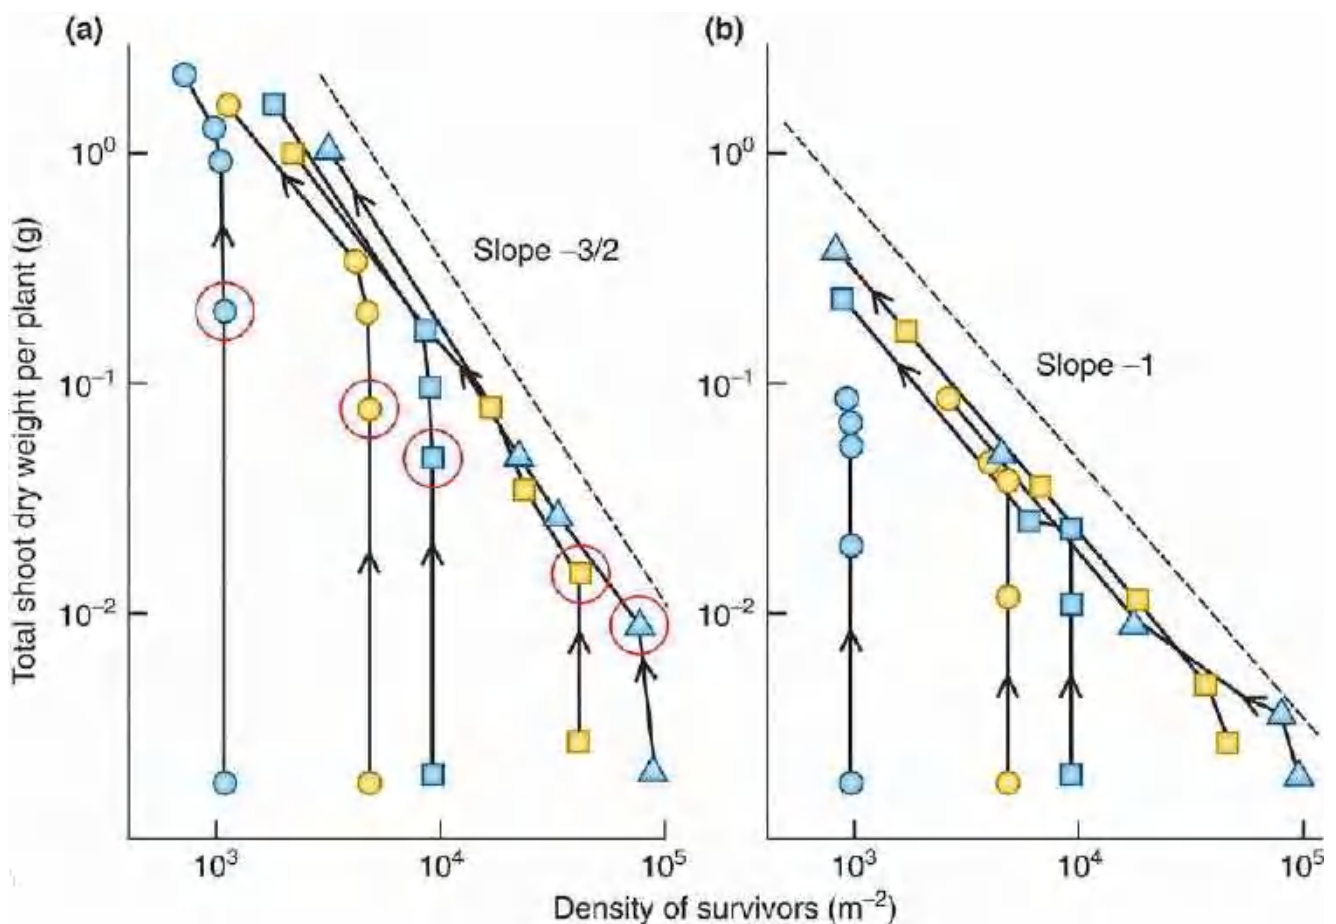 (a)
(b)
Total shoot dry weight per plant (g)
10⁰
10⁻¹
10⁻²
Slope –3/2
10³
10⁴
10⁵
10⁰
10⁻¹
10⁻²
Slope –1
10³
10⁴
10⁵
Density of survivors (m⁻²)